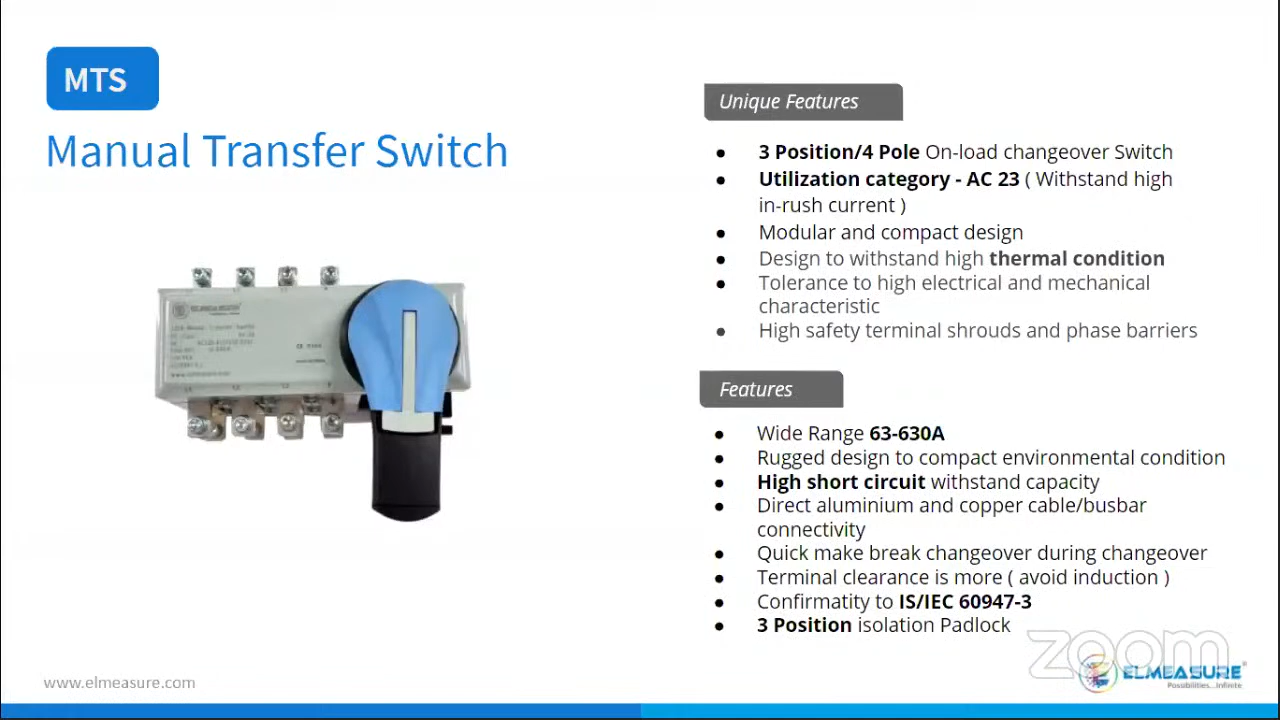 MTS
Manual Transfer Switch
ELMEASURE
www.elmeasure.com
Unique Features
● 3 Position/4 Pole On-load changeover Switch
● Utilization category - AC 23 ( Withstand high
in-rush current )
● Modular and compact design
● Design to withstand high thermal condition
● Tolerance to high electrical and mechanical
characteristic
● High safety terminal shrouds and phase barriers
Features
● Wide Range 63-630A
● Rugged design to compact environmental condition
● High short circuit withstand capacity
● Direct aluminium and copper cable/busbar
connectivity
● Quick make break changeover during changeover
● Terminal clearance is more ( avoid induction )
● Confirmatity to IS/IEC 60947-3
● 3 Position isolation Padlock
zoom
www.elmeasure.com
ELMEASURE
Possibilities...Infinite